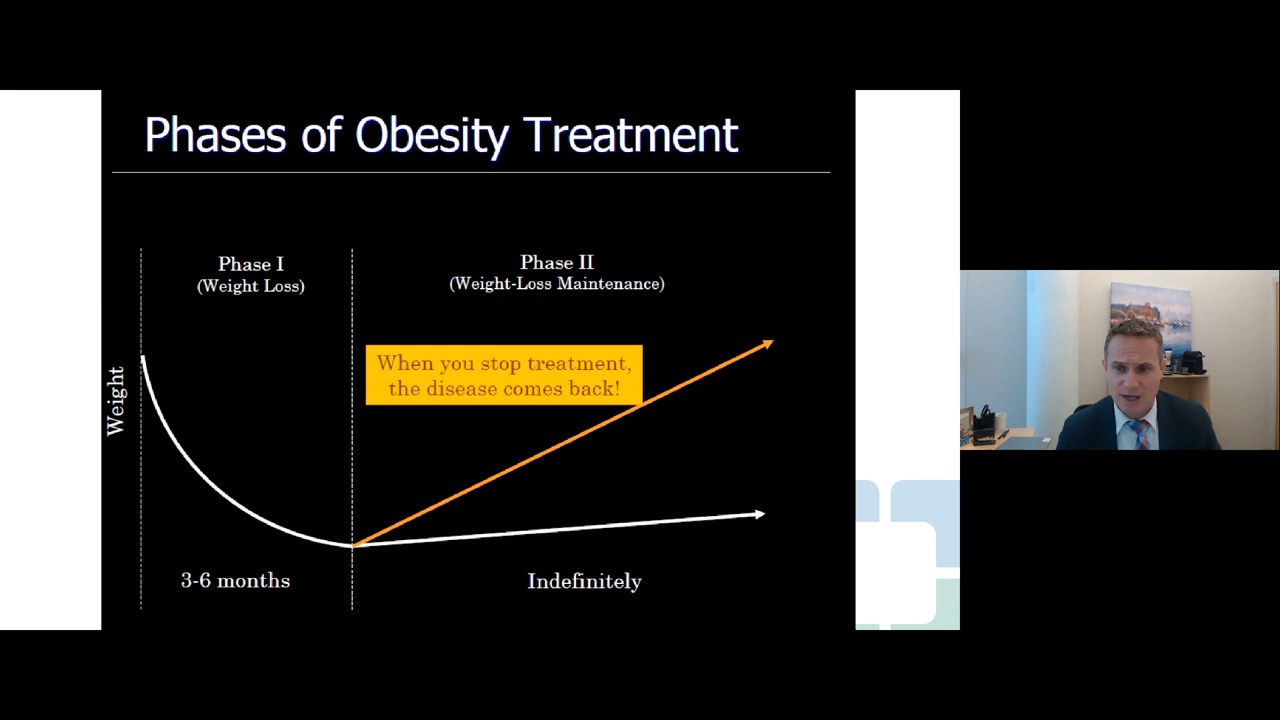 Phases of Obesity Treatment
Phase I
(Weight Loss)
Phase II
(Weight-Loss Maintenance)
When you stop treatment,
the disease comes back!
Weight
3-6 months
Indefinitely